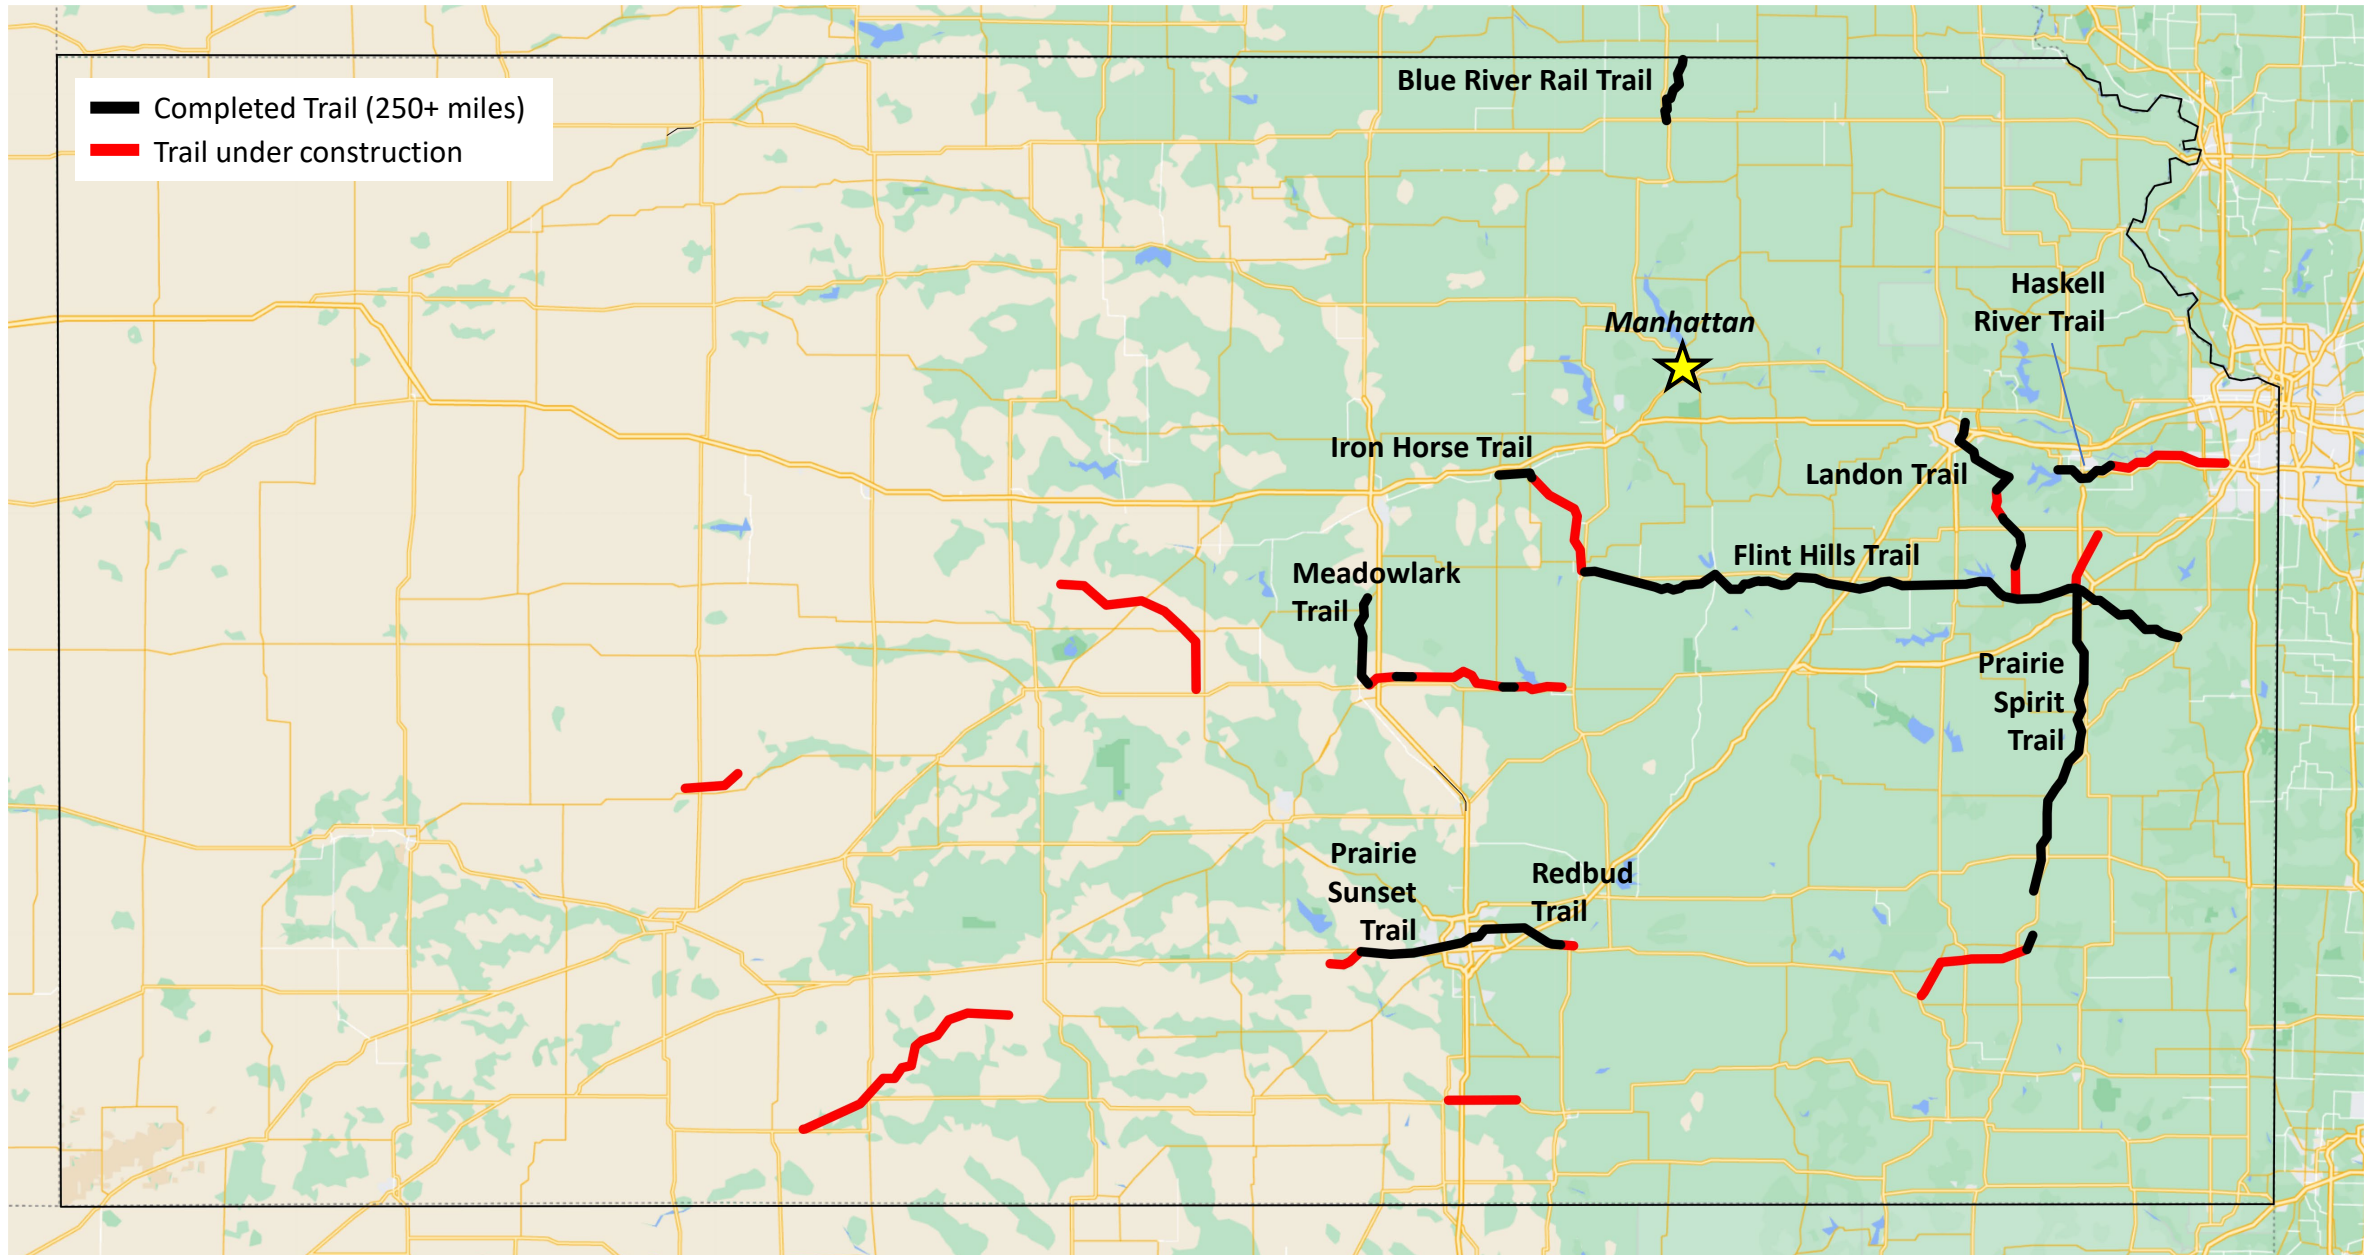 Blue River Rail Trail
Completed Trail (250+ miles)
Trail under construction
Haskell
River Trail
Manhattan
Iron Horse Trail
Landon Trail
Flint Hills Trail
Meadowlark
Trail
Prairie
Spirit
Trail
Prairie
Sunset
Trail
Redbud
Trail